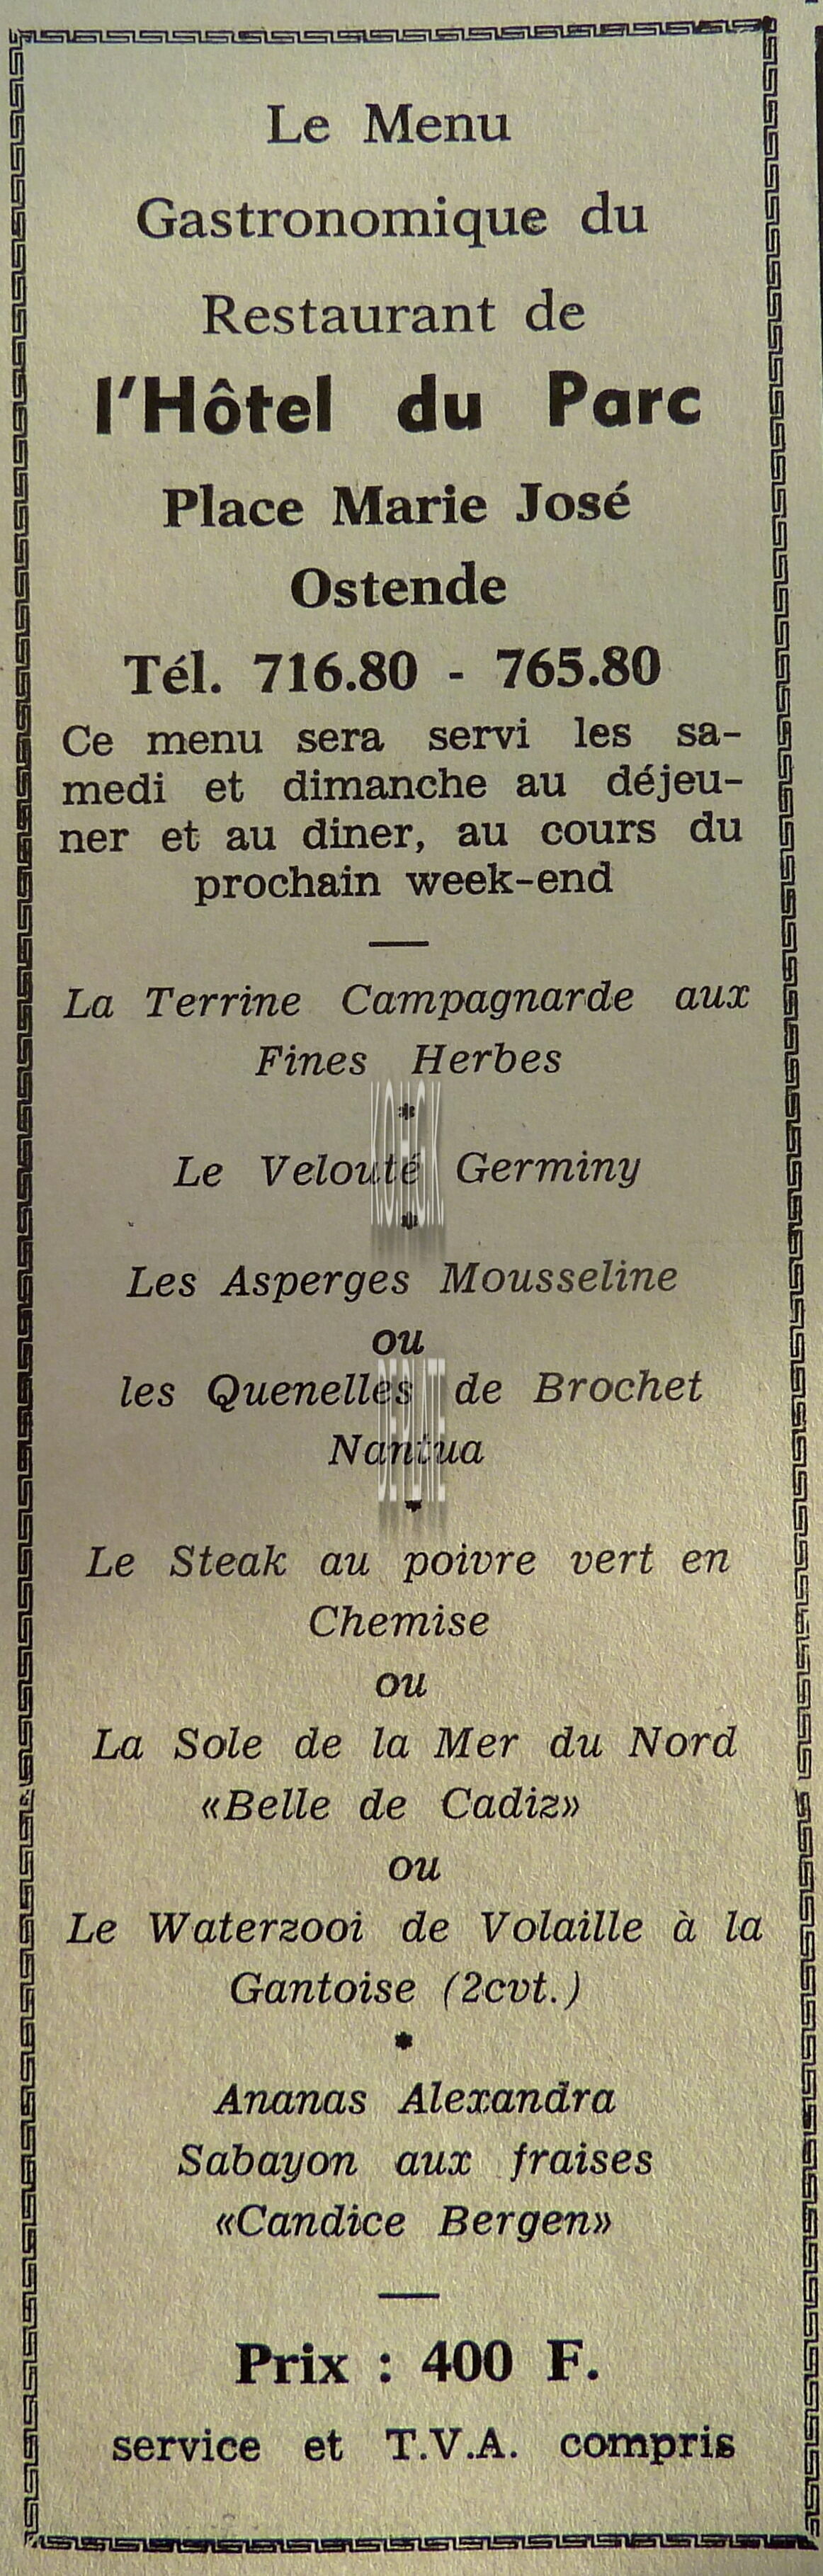 Le Menu
Gastronomique du
Restaurant de
l'Hôtel du Parc
Place Marie José
Ostende
Tél. 716.80 - 765.80
Ce menu sera servi les sa-
medi et dimanche au déjeu-
ner et au diner, au cours du
prochain week-end
La Terrine Campagnarde aux
Fines Herbes
*
KOHGK.
Le Velouté Germiny
*
Les Asperges Mousseline
ou
les Quenelles de Brochet
DEPLATE
Nantua
*
Le Steak au poivre vert en
Chemise
ou
La Sole de la Mer du Nord
«Belle de Cadiz»
ou
Le Waterzooi de Volaille à la
Gantoise (2cvt.)
*
Ananas Alexandra
Sabayon aux fraises
«Candice Bergen»
Prix : 400 F.
service et T.V.A. compris